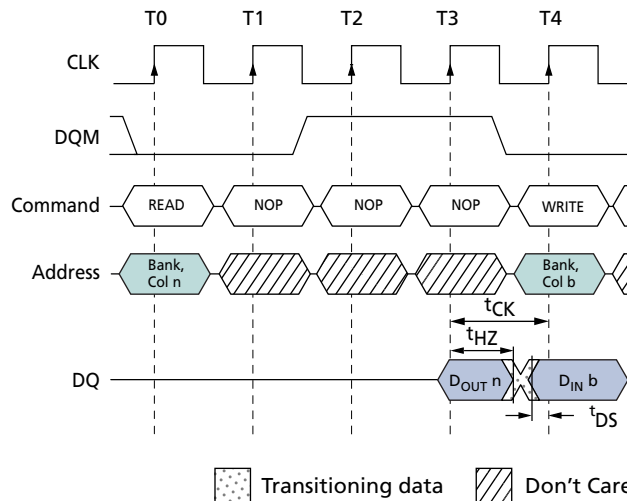 T0 T1 T2 T3 T4
CLK
DQM
Command READ NOP NOP NOP WRITE
Address Bank, Col n Bank, Col b
tCK
tHZ
DQ DOUT n DIN b
tDS
Transitioning data Don't Care